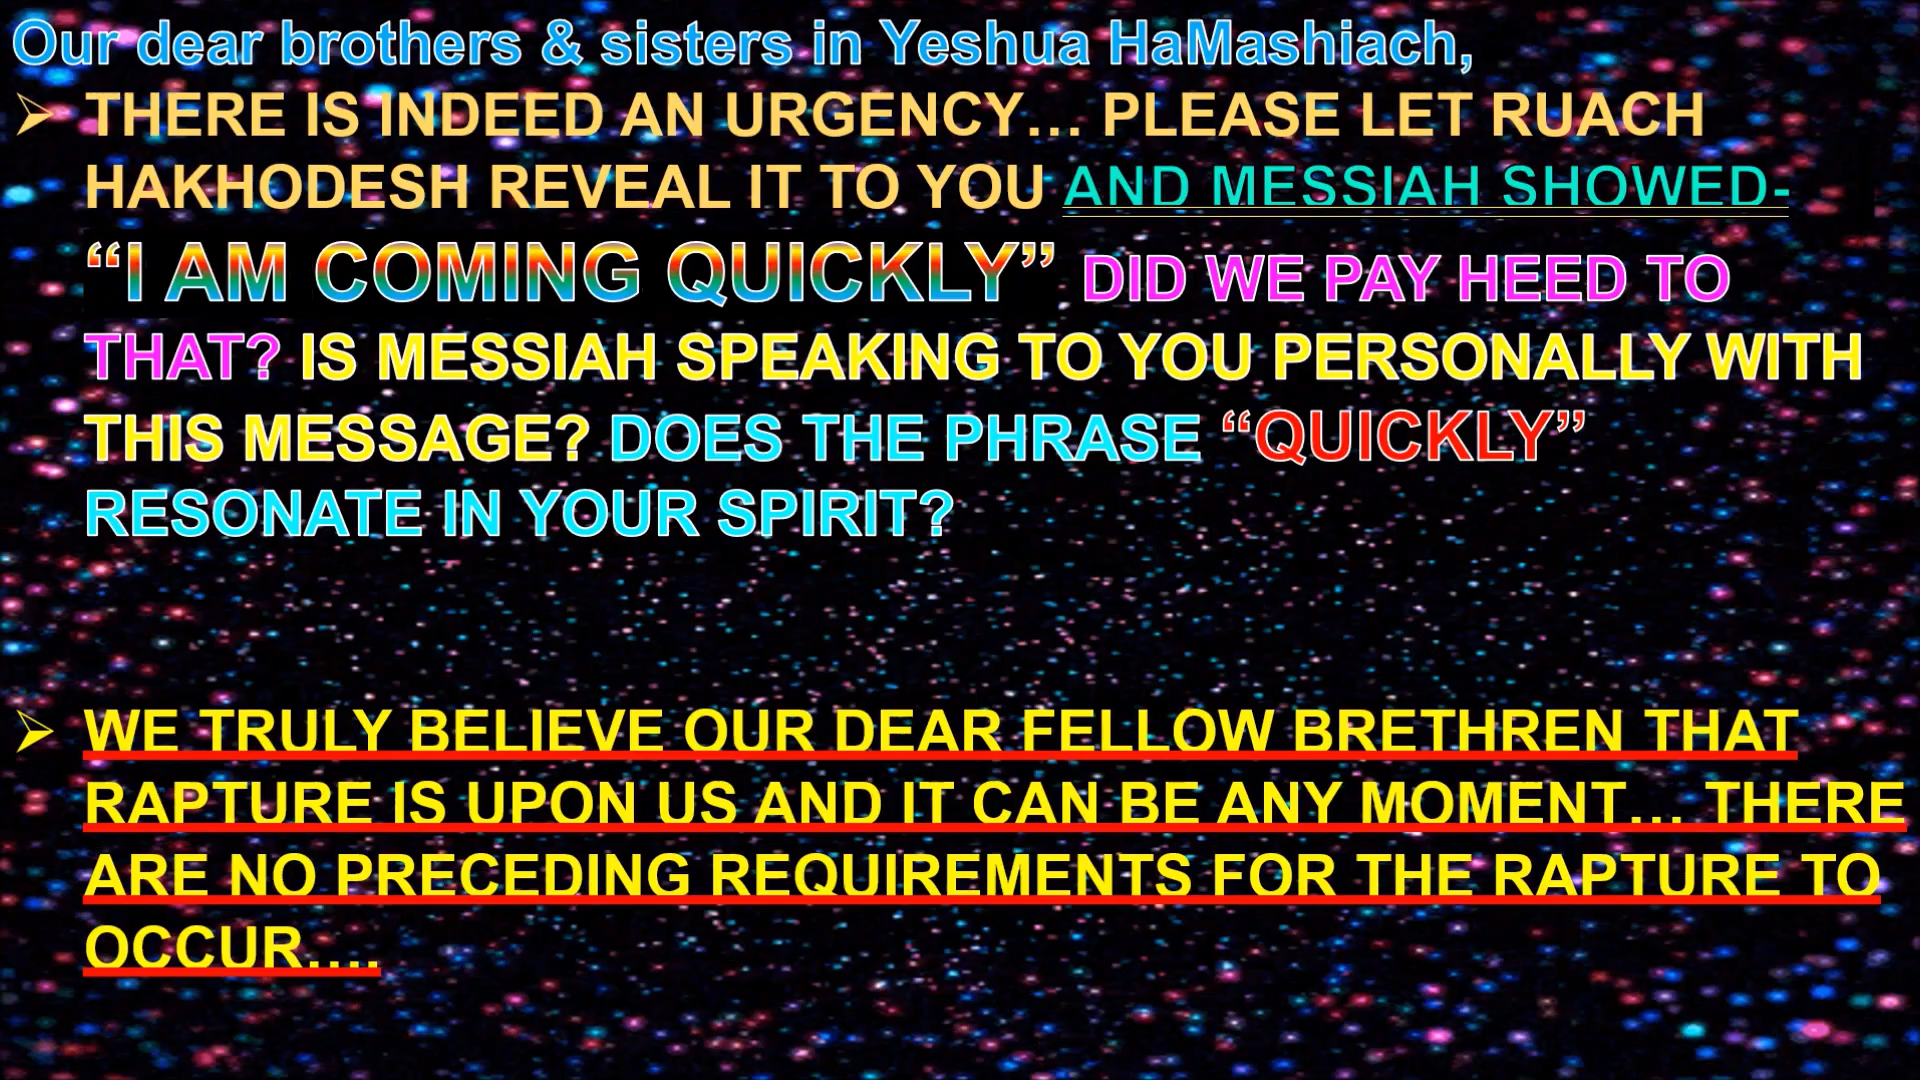 Our dear brothers & sisters in Yeshua HaMashiach,
➢ THERE IS INDEED AN URGENCY… PLEASE LET RUACH
HAKHODESH REVEAL IT TO YOU AND MESSIAH SHOWED-
“I AM COMING QUICKLY” DID WE PAY HEED TO
THAT? IS MESSIAH SPEAKING TO YOU PERSONALLY WITH
THIS MESSAGE? DOES THE PHRASE “QUICKLY”
RESONATE IN YOUR SPIRIT?
➢ WE TRULY BELIEVE OUR DEAR FELLOW BRETHREN THAT
RAPTURE IS UPON US AND IT CAN BE ANY MOMENT… THERE
ARE NO PRECEDING REQUIREMENTS FOR THE RAPTURE TO
OCCUR….